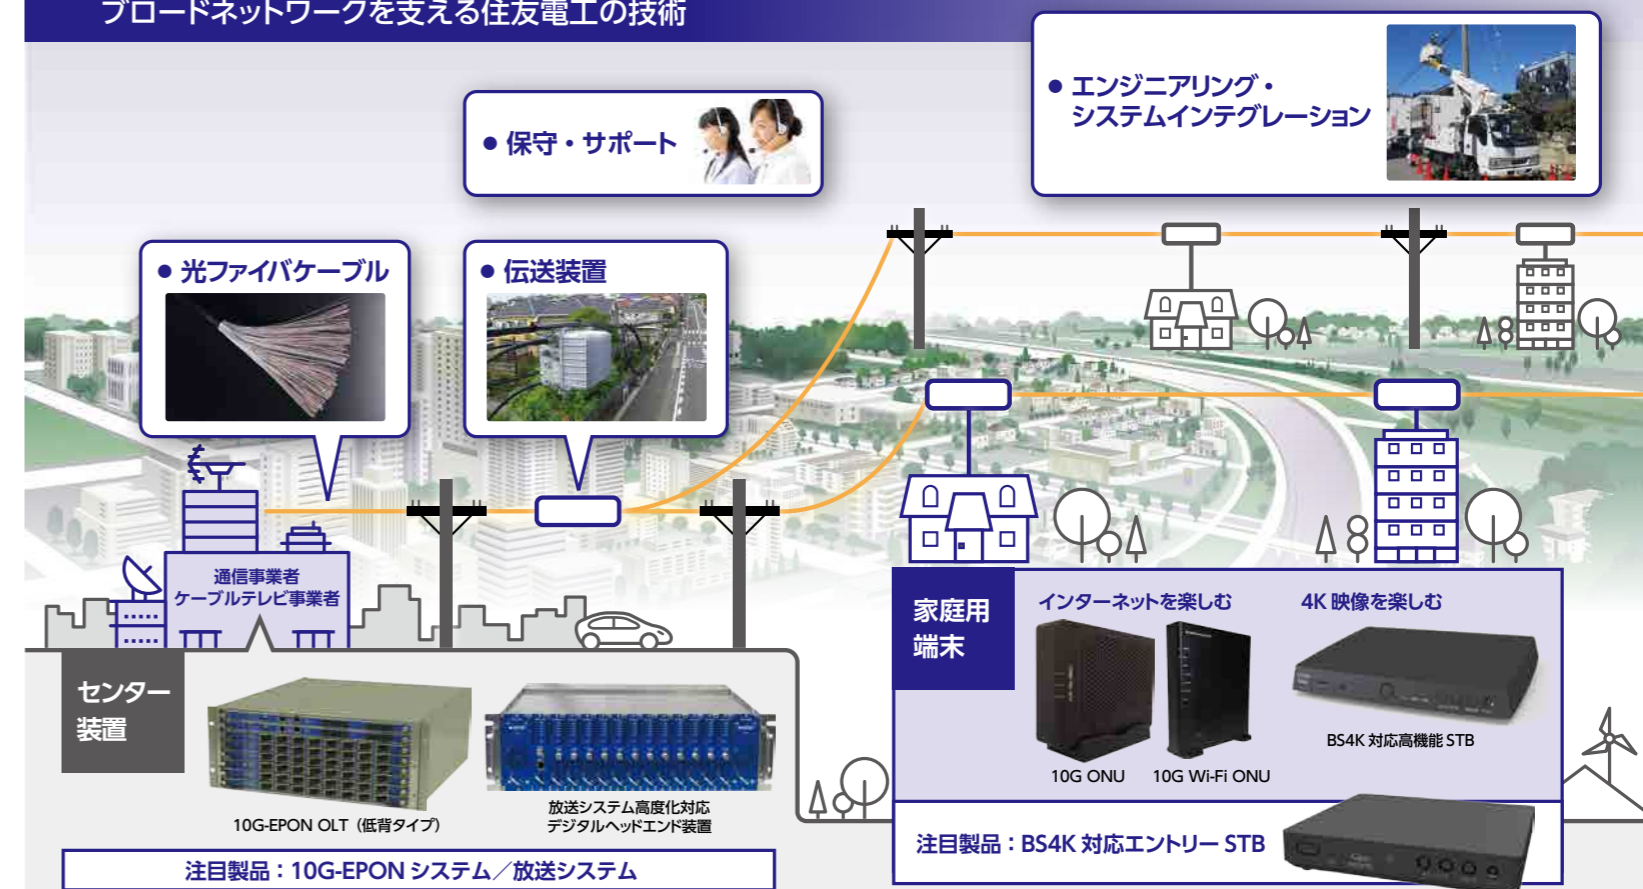 ブロードネットワークを支える住友電工の技術
● エンジニアリング・
システムインテグレーション
● 保守・サポート
● 光ファイバケーブル
● 伝送装置
通信事業者
ケーブルテレビ事業者
センター
装置
10G-EPON OLT（低背タイプ）
放送システム高度化対応
デジタルヘッドエンド装置
注目製品：10G-EPON システム／放送システム
家庭用
端末
インターネットを楽しむ
4K 映像を楽しむ
10G ONU
10G Wi-Fi ONU
BS4K 対応高機能 STB
注目製品：BS4K 対応エントリー STB